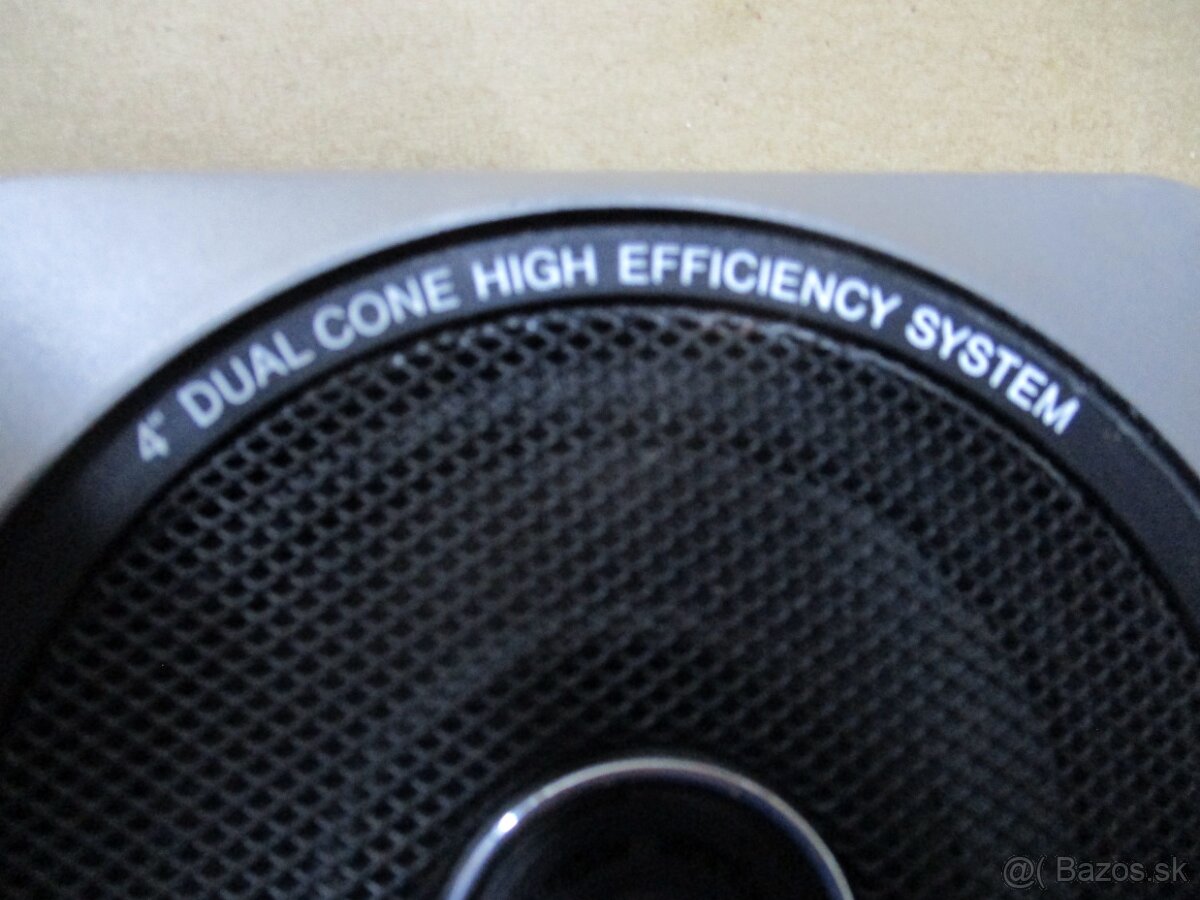 4" DUAL CONE HIGH EFFICIENCY SYSTEM
@( Bazos.sk